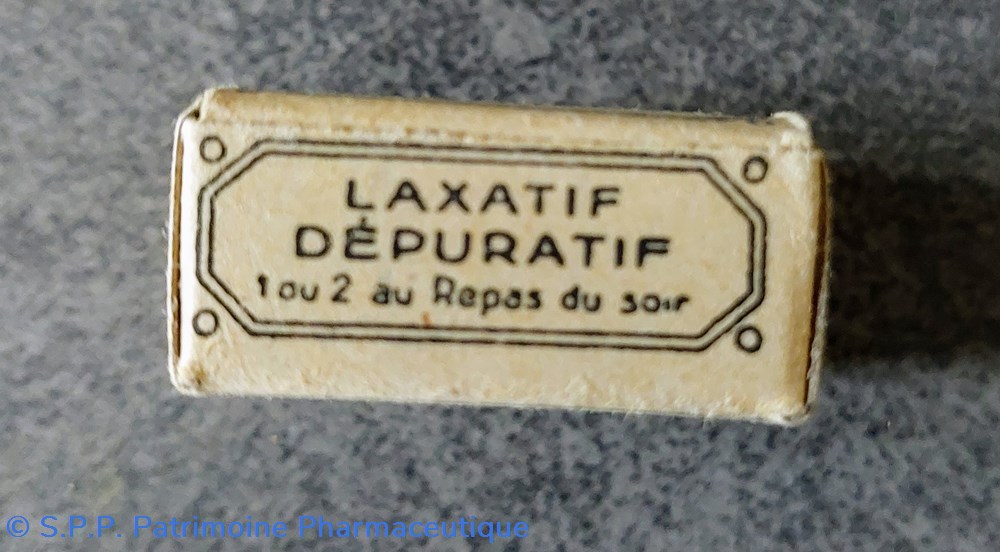 LAXATIF
DÉPURATIF
1 ou 2 au Repas du soir
© S.P.P. Patrimoine Pharmaceutique